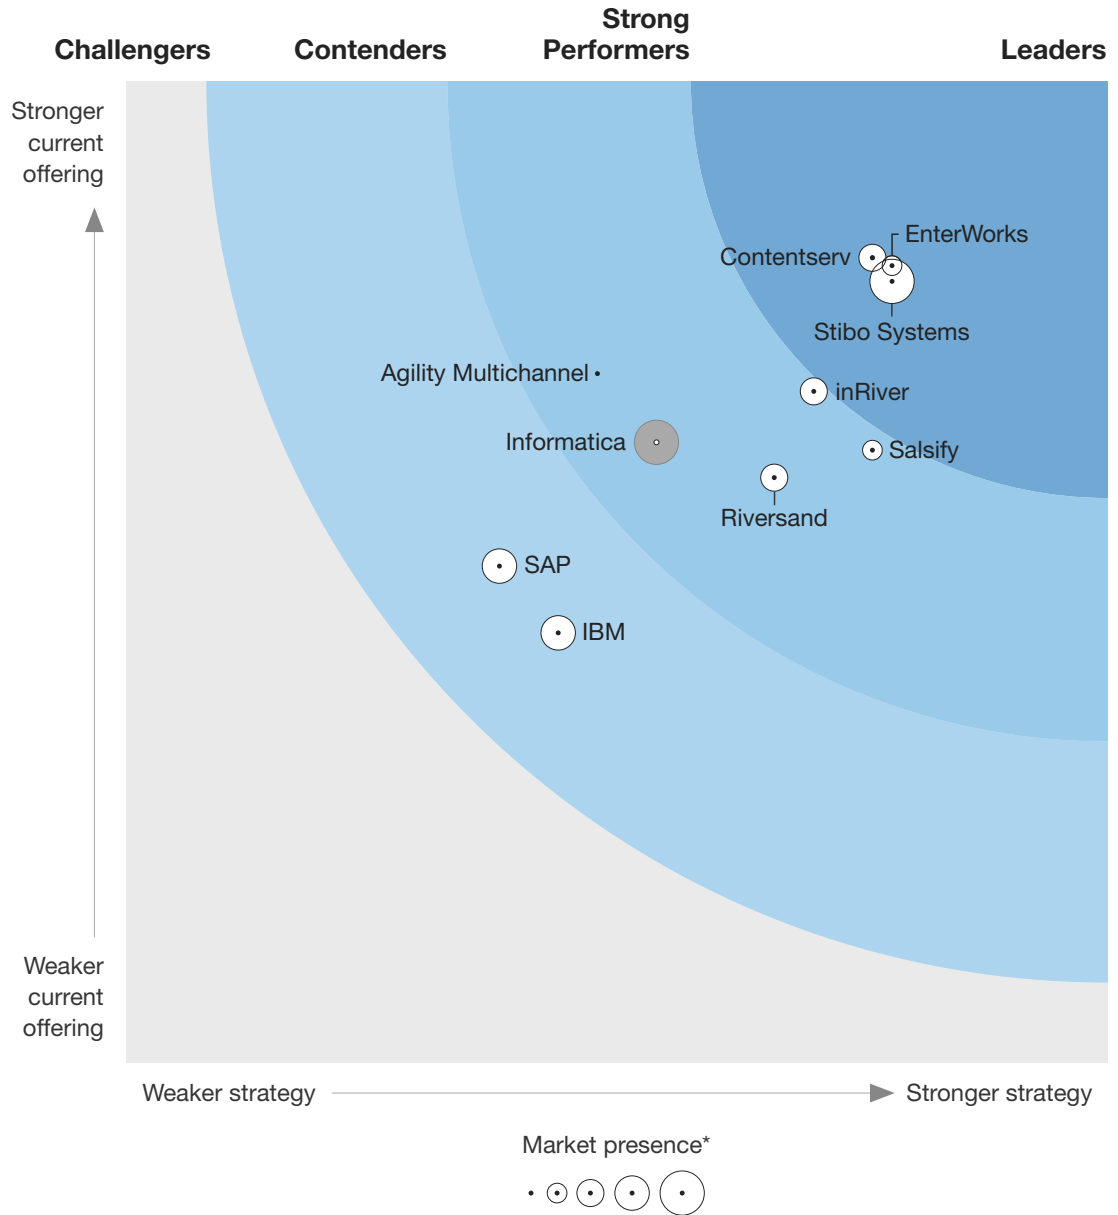 Challengers
Contenders
Strong
Performers
Leaders
Stronger
current
offering
EnterWorks
Contentserv
Stibo Systems
Agility Multichannel
inRiver
Informatica
Salsify
Riversand
SAP
IBM
Weaker
current
offering
Weaker strategy
Stronger strategy
Market presence*